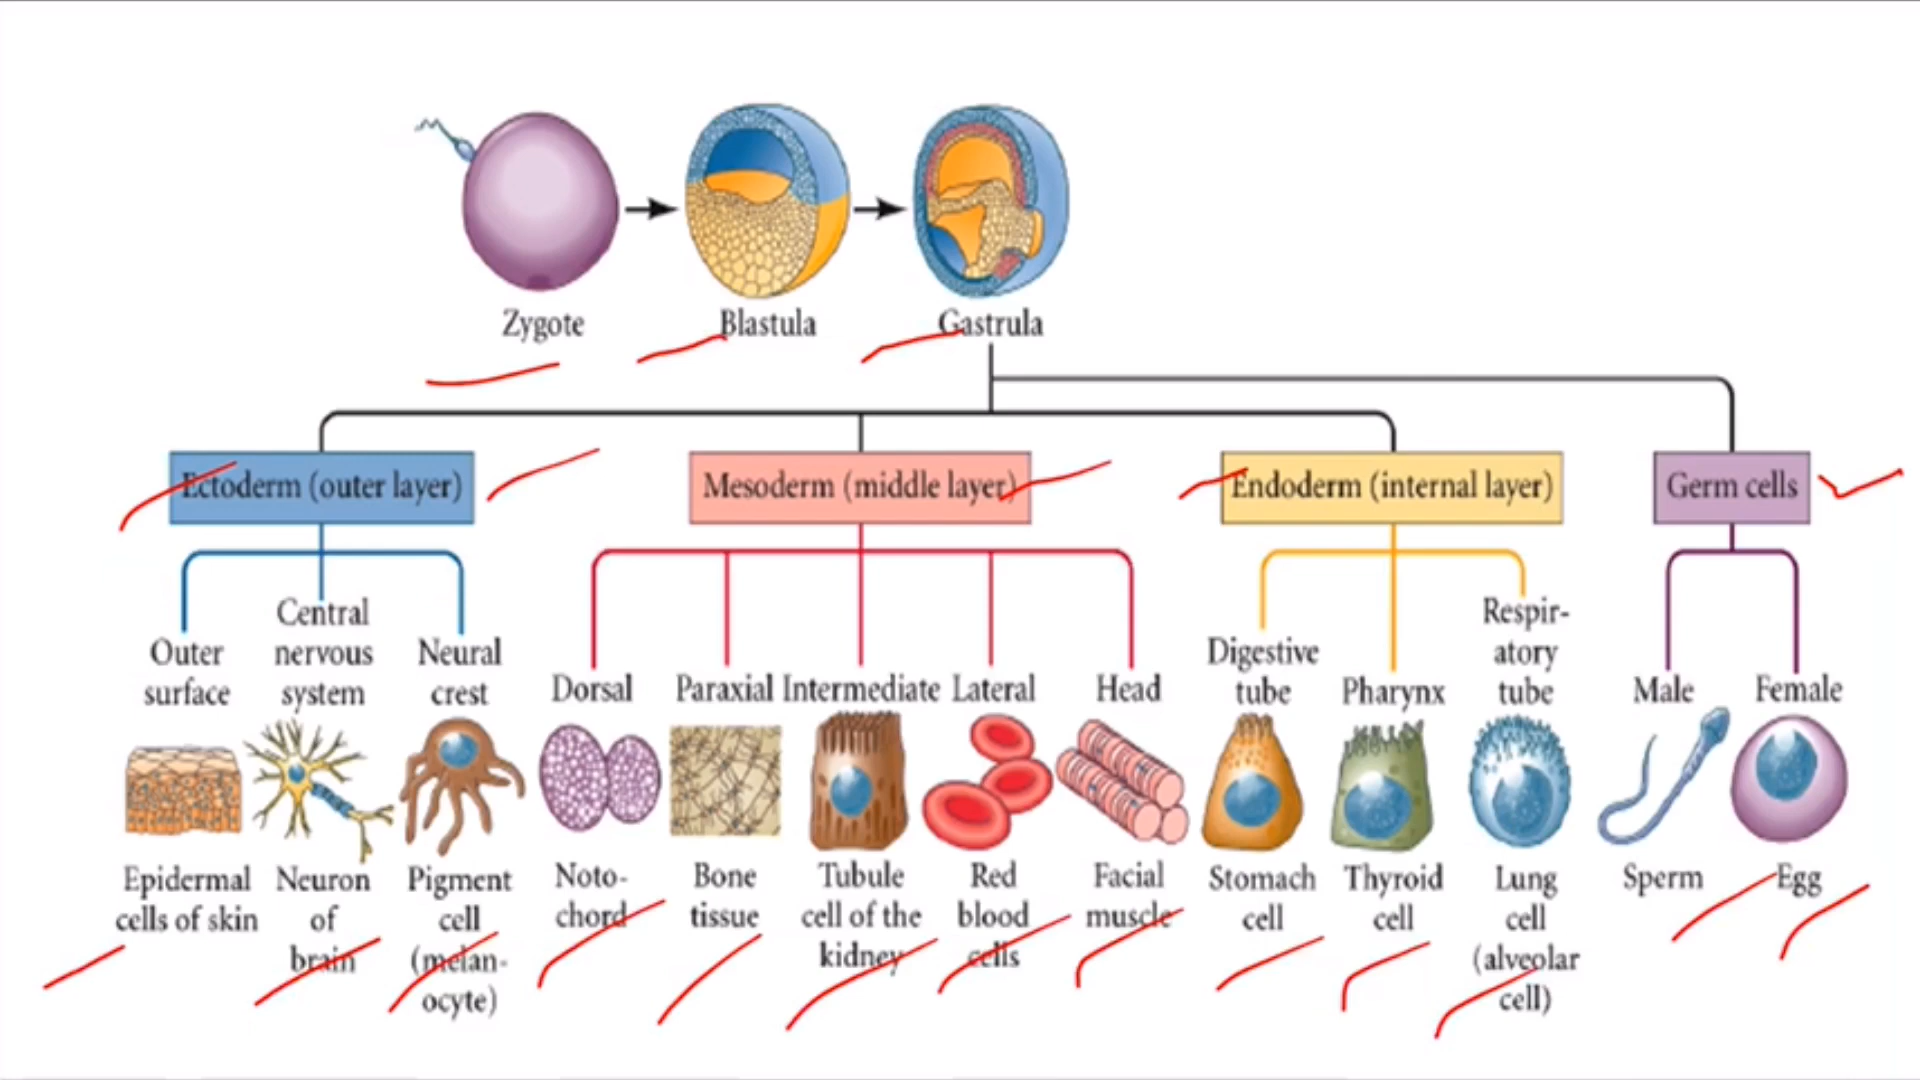 Zygote
Blastula
Gastrula
Ectoderm (outer layer)
Mesoderm (middle layer)
Endoderm (internal layer)
Germ cells
Outer
surface
Central
nervous
system
Neural
crest
Dorsal
Paraxial
Intermediate
Lateral
Head
Digestive
tube
Pharynx
Respir-
atory
tube
Male
Female
Epidermal
cells of skin
Neuron
of
brain
Pigment
cell
(melan-
ocyte)
Noto-
chord
Bone
tissue
Tubule
cell of the
kidney
Red
blood
cells
Facial
muscle
Stomach
cell
Thyroid
cell
Lung
cell
(alveolar
cell)
Sperm
Egg